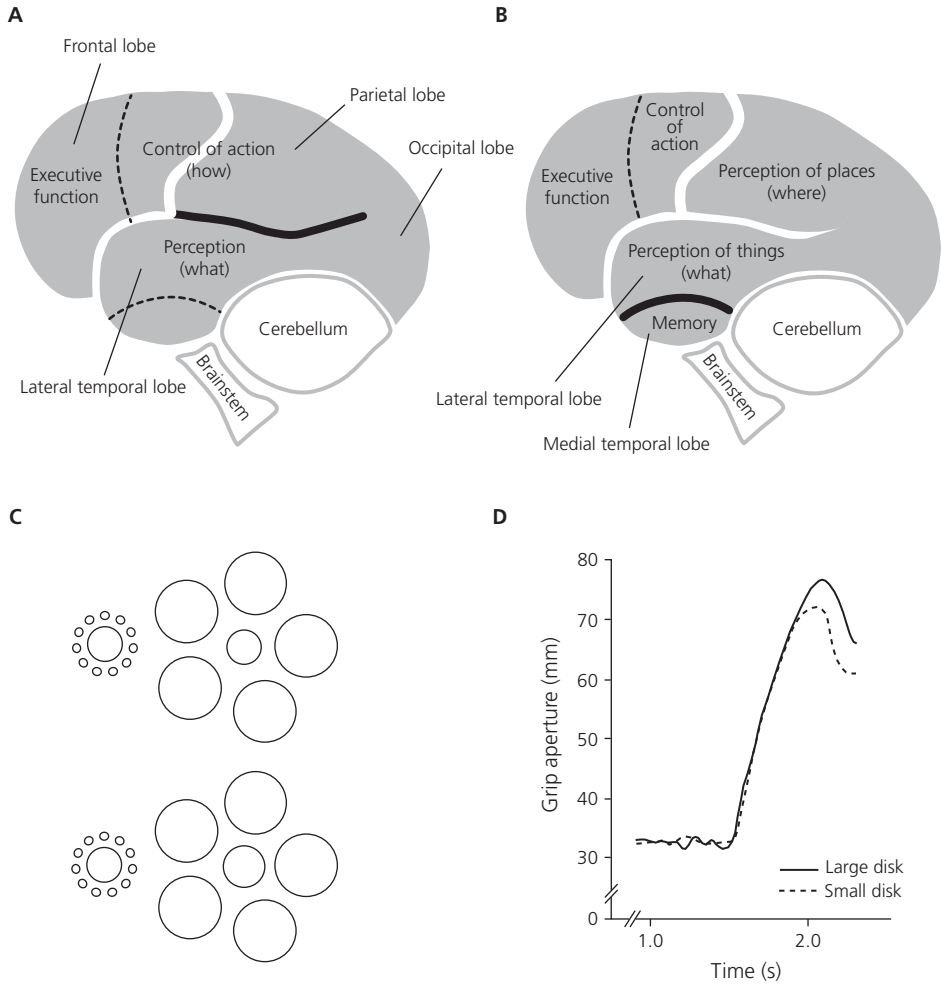 A
Frontal lobe
Parietal lobe
Occipital lobe
Control of action
(how)
Executive
function
Perception
(what)
Cerebellum
Brainstem
Lateral temporal lobe
B
Control
of
action
Perception of places
(where)
Executive
function
Perception of things
(what)
Memory
Cerebellum
Brainstem
Lateral temporal lobe
Medial temporal lobe
C
D
80
70
60
50
40
30
0
Grip aperture (mm)
Large disk
Small disk
1.0
2.0
Time (s)